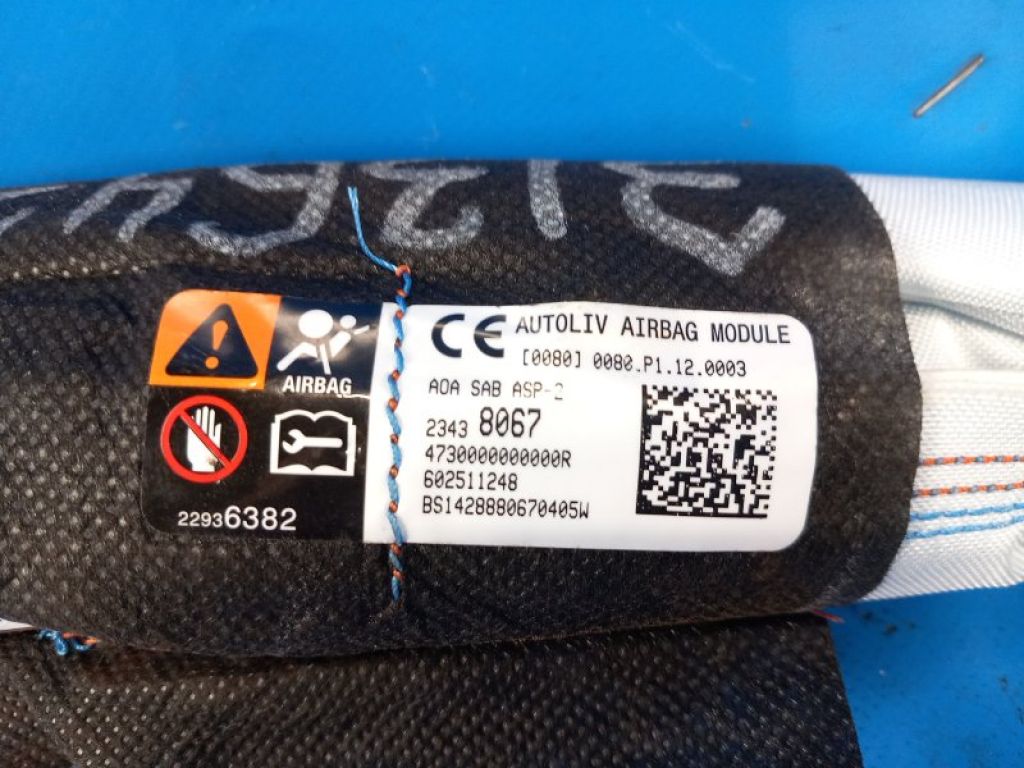 CE AUTOLIV AIRBAG MODULE
[0080] 0080.P1.12.0003
AOA SAB ASP-2
2343 8067
4730000000000R
602511248
BS1428880670405W
AIRBAG
22936382